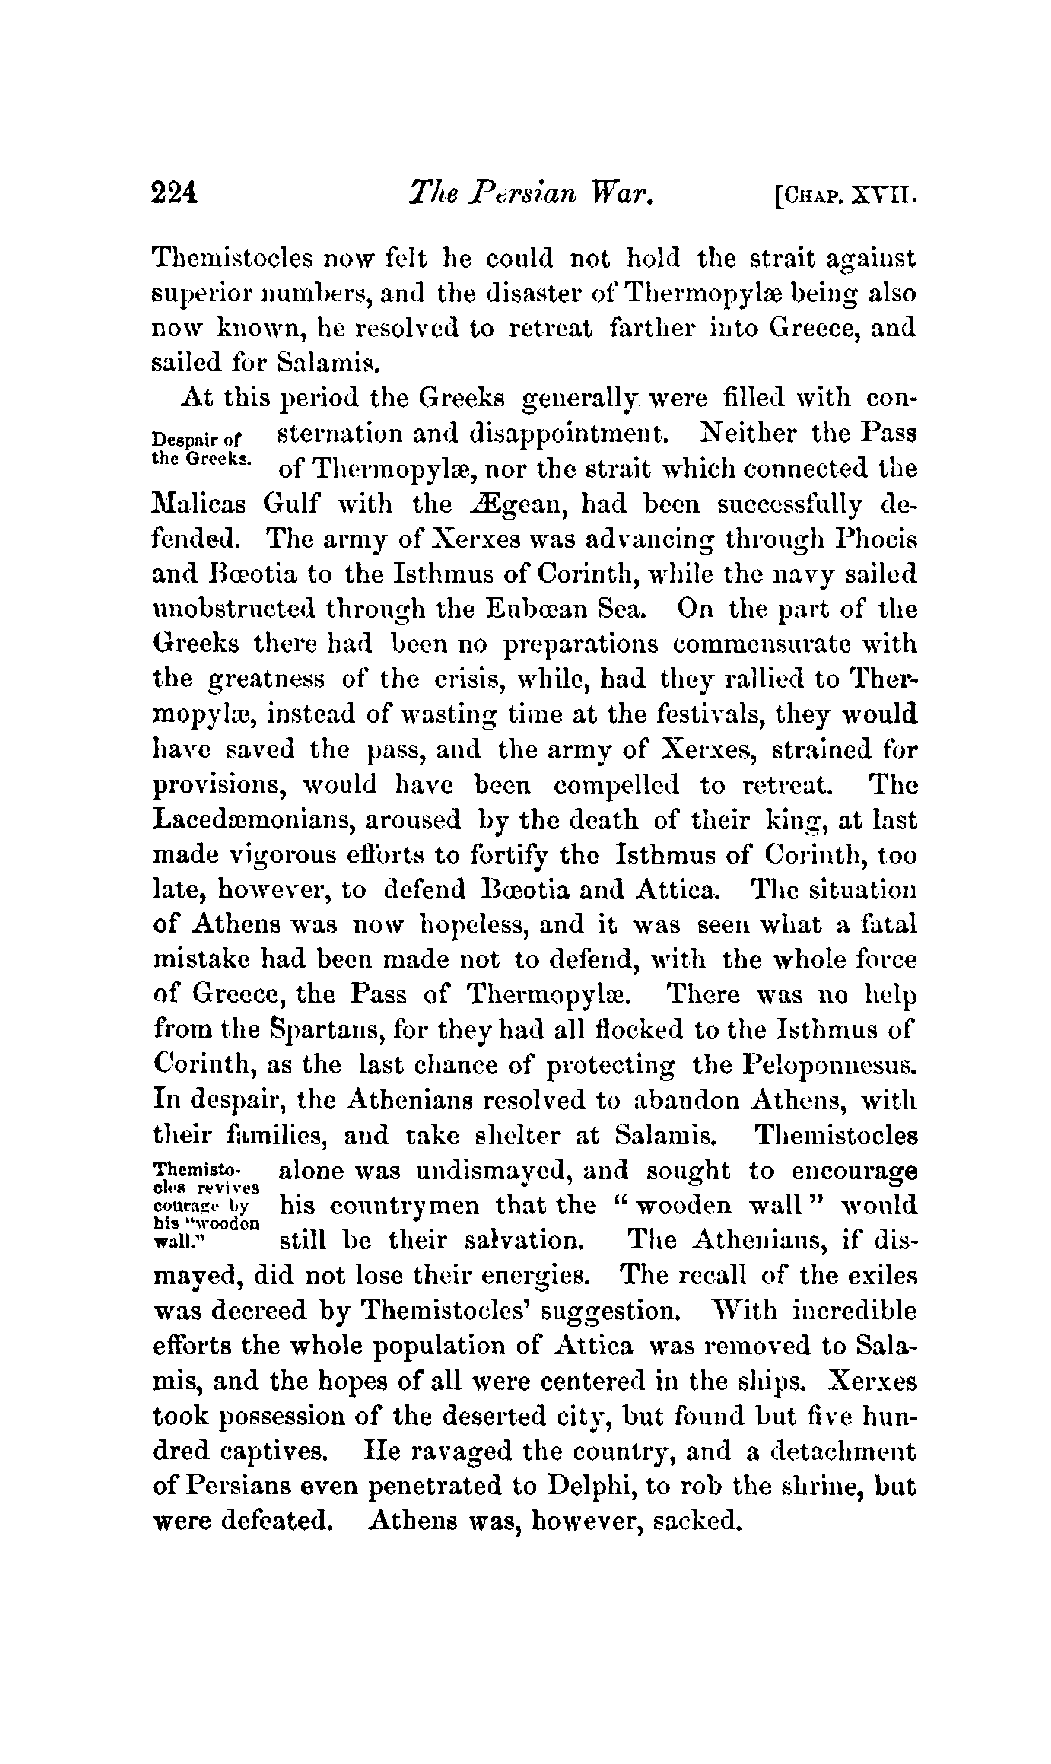 224 The Persian War. [CHAP. XVII.
Themistocles now felt he could not hold the strait against
superior numbers, and the disaster of Thermopylæ being also
now known, he resolved to retreat farther into Greece, and
sailed for Salamis.
At this period the Greeks generally were filled with con-
Despair of
the Greeks.
sternation and disappointment. Neither the Pass
of Thermopylæ, nor the strait which connected the
Malicas Gulf with the Ægean, had been successfully de-
fended. The army of Xerxes was advancing through Phocis
and Bœotia to the Isthmus of Corinth, while the navy sailed
unobstructed through the Eubœan Sea. On the part of the
Greeks there had been no preparations commensurate with
the greatness of the crisis, while, had they rallied to Ther-
mopylæ, instead of wasting time at the festivals, they would
have saved the pass, and the army of Xerxes, strained for
provisions, would have been compelled to retreat. The
Lacedæmonians, aroused by the death of their king, at last
made vigorous efforts to fortify the Isthmus of Corinth, too
late, however, to defend Bœotia and Attica. The situation
of Athens was now hopeless, and it was seen what a fatal
mistake had been made not to defend, with the whole force
of Greece, the Pass of Thermopylæ. There was no help
from the Spartans, for they had all flocked to the Isthmus of
Corinth, as the last chance of protecting the Peloponnesus.
In despair, the Athenians resolved to abandon Athens, with
their families, and take shelter at Salamis. Themistocles
Themisto-
cles revives
courage by
his "wooden
wall."
alone was undismayed, and sought to encourage
his countrymen that the "wooden wall" would
still be their salvation. The Athenians, if dis-
mayed, did not lose their energies. The recall of the exiles
was decreed by Themistocles' suggestion. With incredible
efforts the whole population of Attica was removed to Sala-
mis, and the hopes of all were centered in the ships. Xerxes
took possession of the deserted city, but found but five hun-
dred captives. He ravaged the country, and a detachment
of Persians even penetrated to Delphi, to rob the shrine, but
were defeated. Athens was, however, sacked.